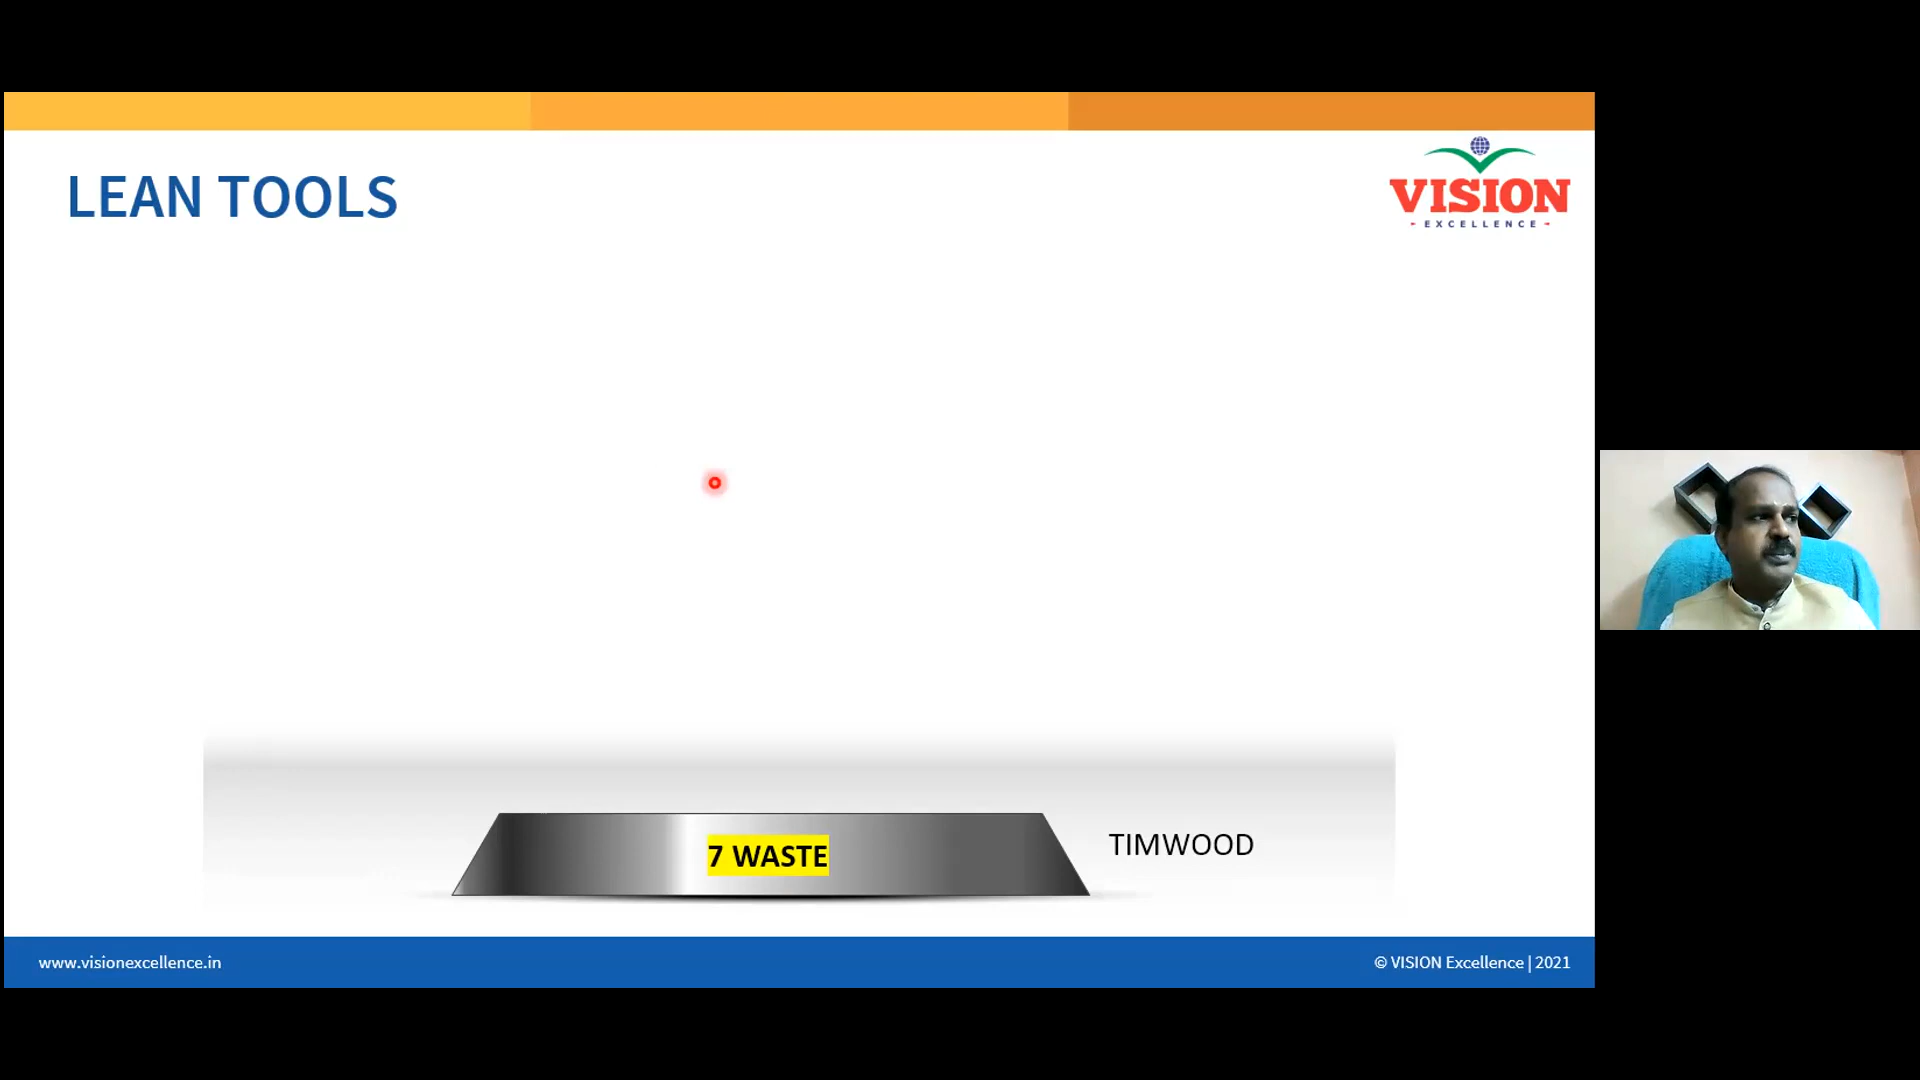 LEAN TOOLS
VISION
EXCELLENCE
7 WASTE
TIMWOOD
www.visionexcellence.in
© VISION Excellence | 2021